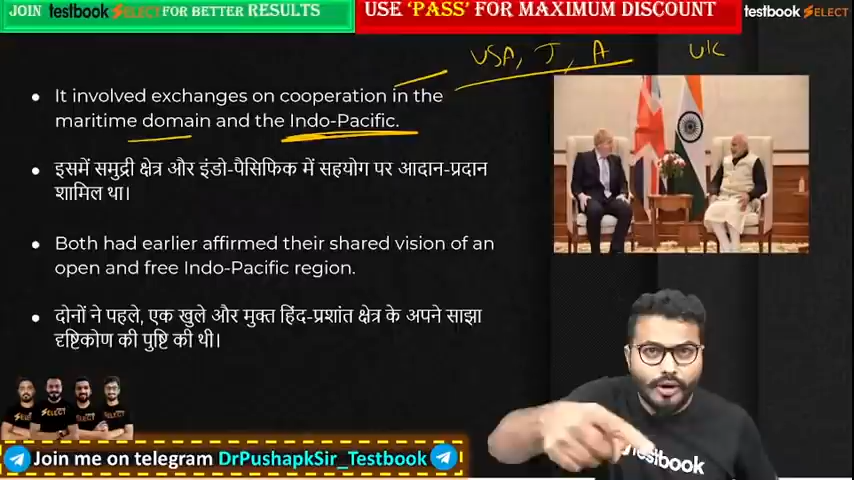 JOIN testbook SELECT FOR BETTER RESULTS
USE 'PASS' FOR MAXIMUM DISCOUNT
testbook SELECT
USA, J, A UK
• It involved exchanges on cooperation in the
maritime domain and the Indo-Pacific.
• इसमें समुद्री क्षेत्र और इंडो-पैसिफिक में सहयोग पर आदान-प्रदान
शामिल था।
• Both had earlier affirmed their shared vision of an
open and free Indo-Pacific region.
• दोनों ने पहले, एक खुले और मुक्त हिंद-प्रशांत क्षेत्र के अपने साझा
दृष्टिकोण की पुष्टि की थी।
testbook
SELECT
SELECT
Join me on telegram DrPushapkSir_Testbook